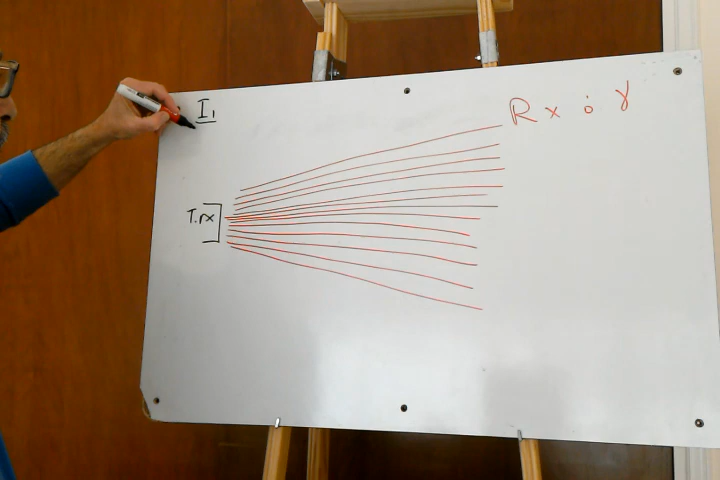 I₁
Rx : γ
T.rx